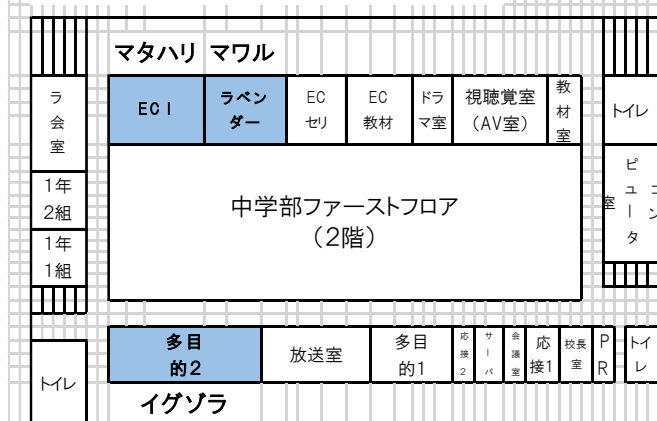 マタハリ マワル
ラ
会
室
ECⅠ
ラベン
ダー
EC
セリ
EC
教材
ドラ
マ室
視聴覚室
（AV室）
教
材
室
トイレ
1年
2組
1年
1組
中学部ファーストフロア
（2階）
コン
ピュータ
室
多目
的2
放送室
多目
的1
応
接
2
サ
ー
バ
会
議
室
応
接1
校長
室
P
R
トイ
レ
トイレ
イグゾラ